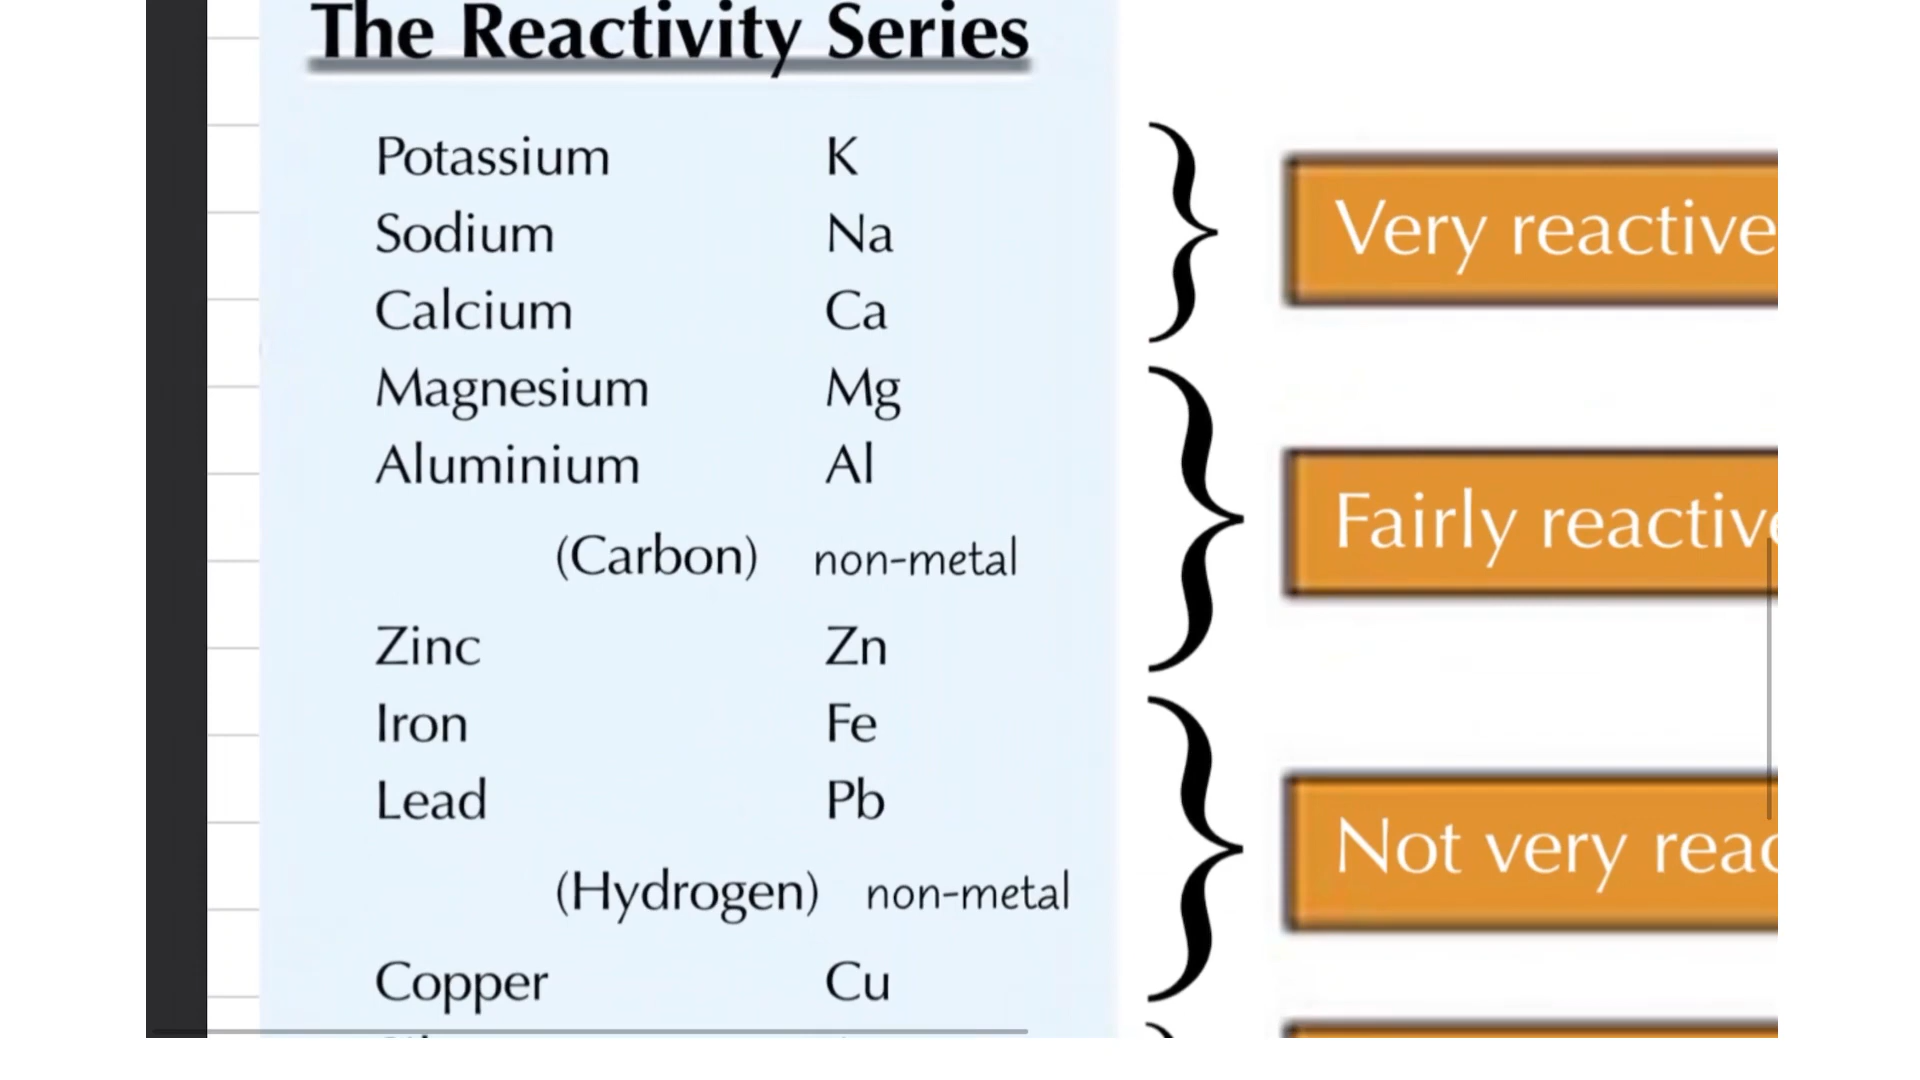 The Reactivity Series
Potassium K
Sodium Na
Calcium Ca
Very reactive
Magnesium Mg
Aluminium Al
(Carbon) non-metal
Zinc Zn
Fairly reactive
Iron Fe
Lead Pb
(Hydrogen) non-metal
Copper Cu
Not very reac